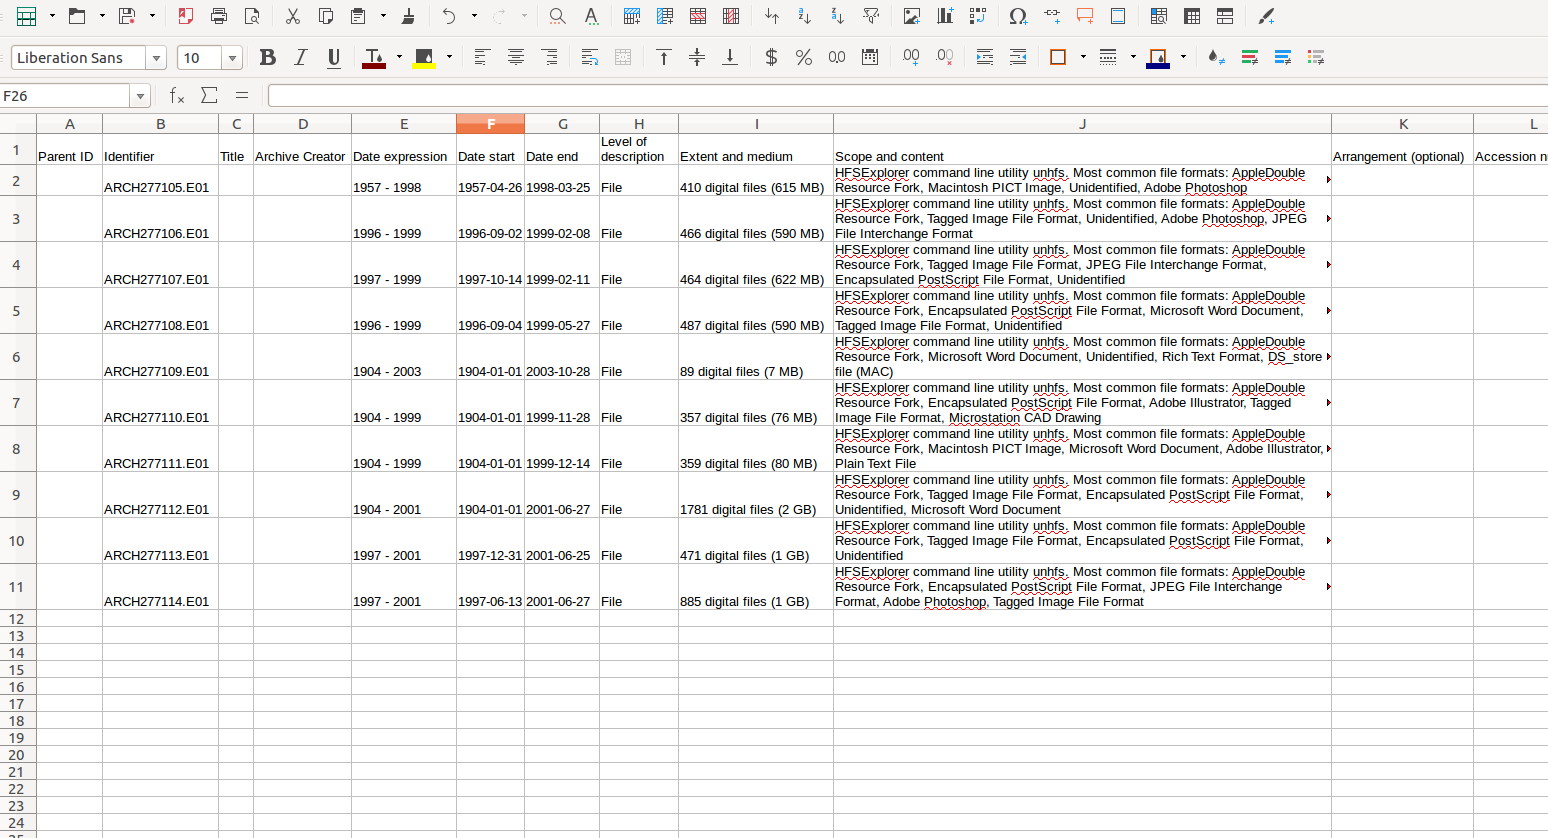 Liberation Sans
10
F26
A B C D E F G H I J K L
1 Parent ID Identifier Title Archive Creator Date expression Date start Date end Level of description Extent and medium Scope and content Arrangement (optional) Accession n
2 ARCH277105.E01 1957 - 1998 1957-04-26 1998-03-25 File 410 digital files (615 MB) HFSExplorer command line utility unhfs. Most common file formats: AppleDouble
Resource Fork, Macintosh PICT Image, Unidentified, Adobe Photoshop
3 ARCH277106.E01 1996 - 1999 1996-09-02 1999-02-08 File 466 digital files (590 MB) HFSExplorer command line utility unhfs. Most common file formats: AppleDouble
Resource Fork, Tagged Image File Format, Unidentified, Adobe Photoshop, JPEG
File Interchange Format
4 ARCH277107.E01 1997 - 1999 1997-10-14 1999-02-11 File 464 digital files (622 MB) HFSExplorer command line utility unhfs. Most common file formats: AppleDouble
Resource Fork, Tagged Image File Format, JPEG File Interchange Format,
Encapsulated PostScript File Format, Unidentified
5 ARCH277108.E01 1996 - 1999 1996-09-04 1999-05-27 File 487 digital files (590 MB) HFSExplorer command line utility unhfs. Most common file formats: AppleDouble
Resource Fork, Encapsulated PostScript File Format, Microsoft Word Document,
Tagged Image File Format, Unidentified
6 ARCH277109.E01 1904 - 2003 1904-01-01 2003-10-28 File 89 digital files (7 MB) HFSExplorer command line utility unhfs. Most common file formats: AppleDouble
Resource Fork, Microsoft Word Document, Unidentified, Rich Text Format, DS_store
file (MAC)
7 ARCH277110.E01 1904 - 1999 1904-01-01 1999-11-28 File 357 digital files (76 MB) HFSExplorer command line utility unhfs. Most common file formats: AppleDouble
Resource Fork, Encapsulated PostScript File Format, Adobe Illustrator, Tagged
Image File Format, Microstation CAD Drawing
8 ARCH277111.E01 1904 - 1999 1904-01-01 1999-12-14 File 359 digital files (80 MB) HFSExplorer command line utility unhfs. Most common file formats: AppleDouble
Resource Fork, Macintosh PICT Image, Microsoft Word Document, Adobe Illustrator,
Plain Text File
9 ARCH277112.E01 1904 - 2001 1904-01-01 2001-06-27 File 1781 digital files (2 GB) HFSExplorer command line utility unhfs. Most common file formats: AppleDouble
Resource Fork, Tagged Image File Format, Encapsulated PostScript File Format,
Unidentified, Microsoft Word Document
10 ARCH277113.E01 1997 - 2001 1997-12-31 2001-06-25 File 471 digital files (1 GB) HFSExplorer command line utility unhfs. Most common file formats: AppleDouble
Resource Fork, Tagged Image File Format, Encapsulated PostScript File Format,
Unidentified
11 ARCH277114.E01 1997 - 2001 1997-06-13 2001-06-27 File 885 digital files (1 GB) HFSExplorer command line utility unhfs. Most common file formats: AppleDouble
Resource Fork, Encapsulated PostScript File Format, JPEG File Interchange
Format, Adobe Photoshop, Tagged Image File Format
12
13
14
15
16
17
18
19
20
21
22
23
24